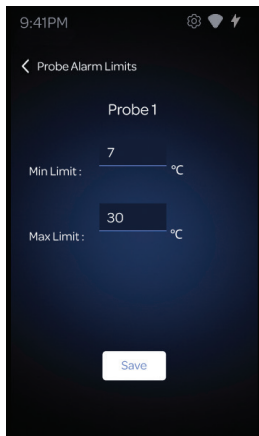 9:41PM
Probe Alarm Limits
Probe 1
7
Min Limit : °C
30
Max Limit : °C
Save